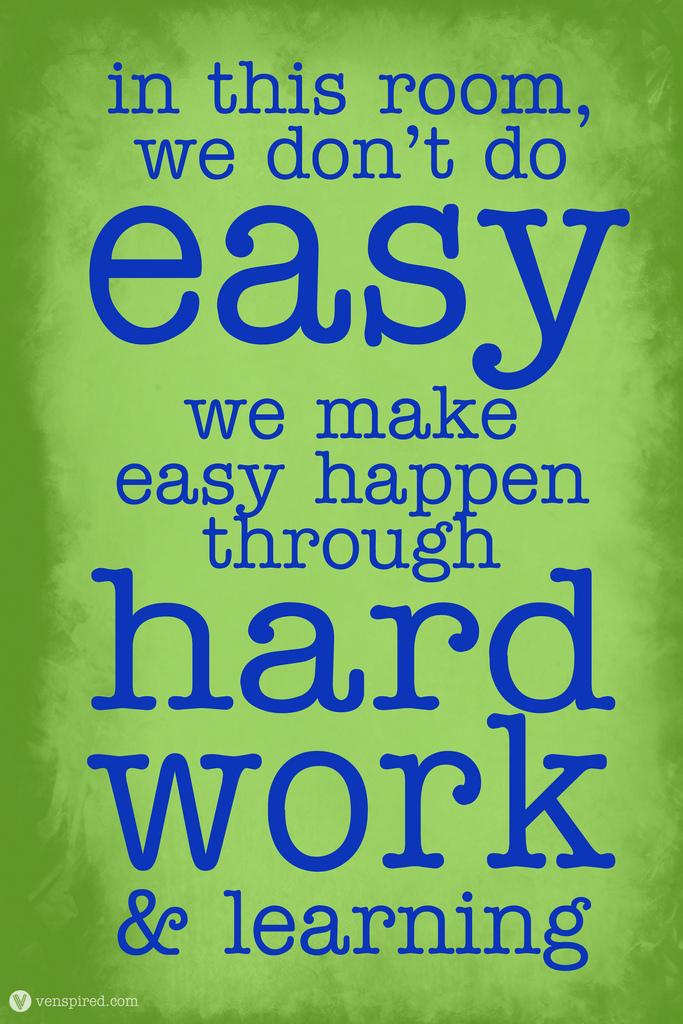 in this room,
we don't do
easy
we make
easy happen
through
hard
work
& learning
venspired.com